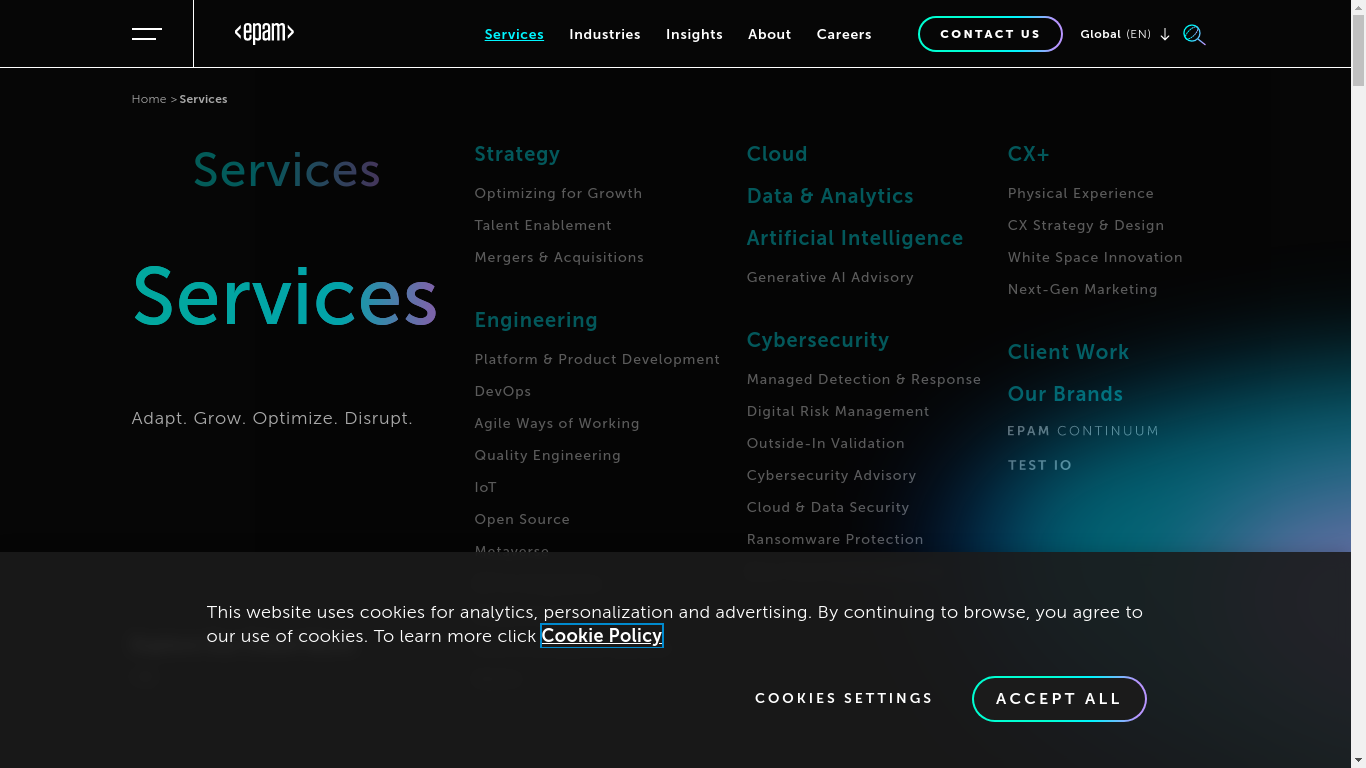 <epam>
Services
Industries
Insights
About
Careers
CONTACT US
Global (EN)
Home > Services
Services
Services
Adapt. Grow. Optimize. Disrupt.
Strategy
Optimizing for Growth
Talent Enablement
Mergers & Acquisitions
Engineering
Platform & Product Development
DevOps
Agile Ways of Working
Quality Engineering
IoT
Open Source
Metaverse
Cloud
Data & Analytics
Artificial Intelligence
Generative AI Advisory
Cybersecurity
Managed Detection & Response
Digital Risk Management
Outside-In Validation
Cybersecurity Advisory
Cloud & Data Security
Ransomware Protection
CX+
Physical Experience
CX Strategy & Design
White Space Innovation
Next-Gen Marketing
Client Work
Our Brands
EPAM CONTINUUM
TEST IO
This website uses cookies for analytics, personalization and advertising. By continuing to browse, you agree to
our use of cookies. To learn more click Cookie Policy
COOKIES SETTINGS
ACCEPT ALL